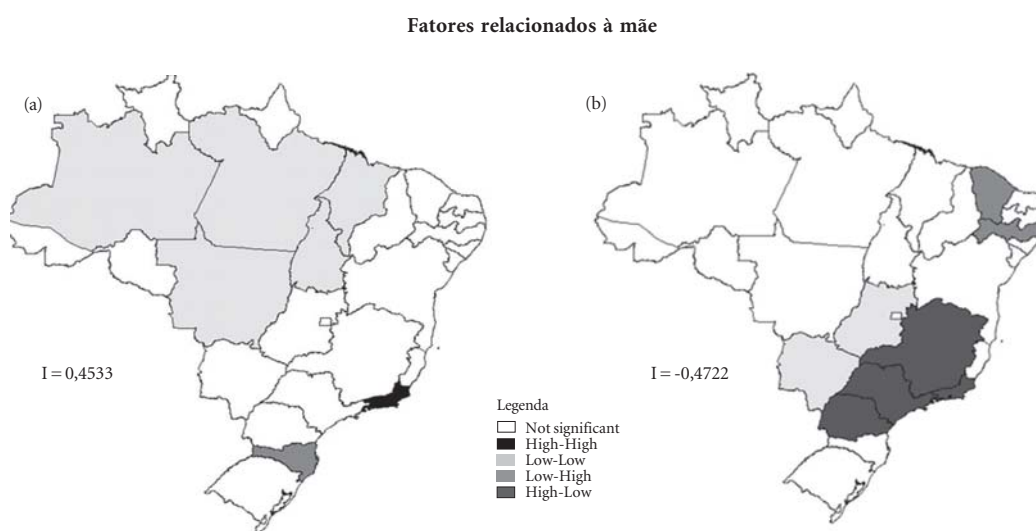 Fatores relacionados à mãe
(a)
(b)
I = 0,4533
I = -0,4722
Legenda
Not significant
High-High
Low-Low
Low-High
High-Low